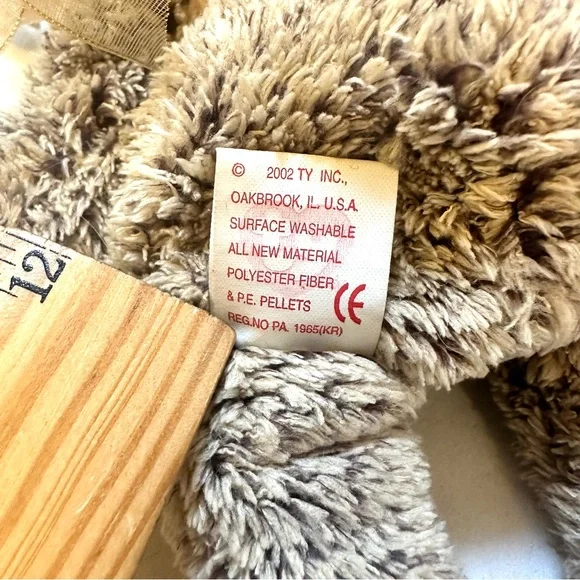 © 2002 TY INC.,
OAKBROOK, IL. U.S.A.
SURFACE WASHABLE
ALL NEW MATERIAL
POLYESTER FIBER
& P.E. PELLETS CE
REG.NO PA. 1965(KR)
12